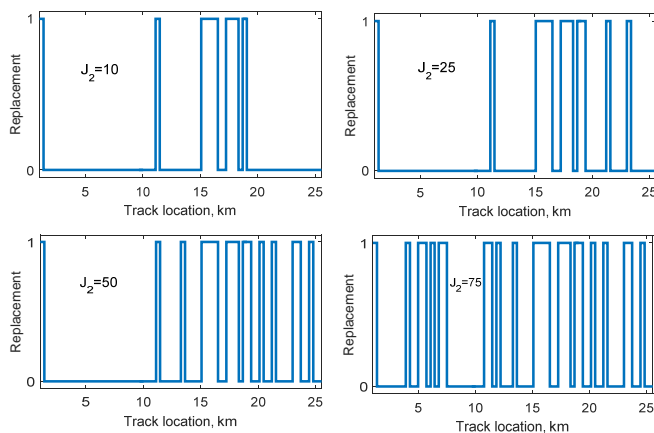 1
Replacement
J2=10
0
5 10 15 20 25
Track location, km
1
Replacement
J2=25
0
5 10 15 20 25
Track location, km
1
Replacement
J2=50
0
5 10 15 20 25
Track location, km
1
Replacement
J2=75
0
5 10 15 20 25
Track location, km